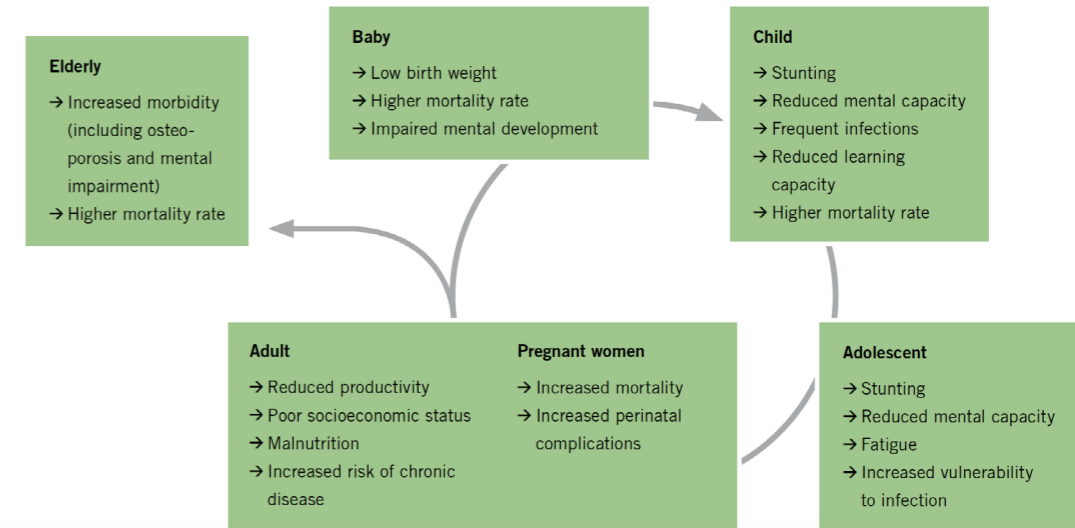 Elderly
→ Increased morbidity
(including osteo-
porosis and mental
impairment)
→ Higher mortality rate
Baby
→ Low birth weight
→ Higher mortality rate
→ Impaired mental development
Child
→ Stunting
→ Reduced mental capacity
→ Frequent infections
→ Reduced learning
capacity
→ Higher mortality rate
Adult
→ Reduced productivity
→ Poor socioeconomic status
→ Malnutrition
→ Increased risk of chronic
disease
Pregnant women
→ Increased mortality
→ Increased perinatal
complications
Adolescent
→ Stunting
→ Reduced mental capacity
→ Fatigue
→ Increased vulnerability
to infection